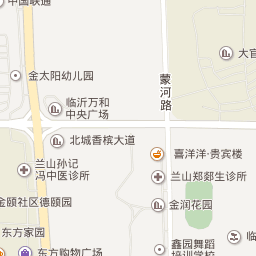 中国联通
大官
金太阳幼儿园
蒙河路
临沂万和
中央广场
北城香槟大道
喜洋洋·贵宾楼
兰山孙记
冯中医诊所
兰山郑郯生诊所
金颐社区德颐园
金润花园
东方家园
临
鑫园舞蹈
培训学校
东方购物广场